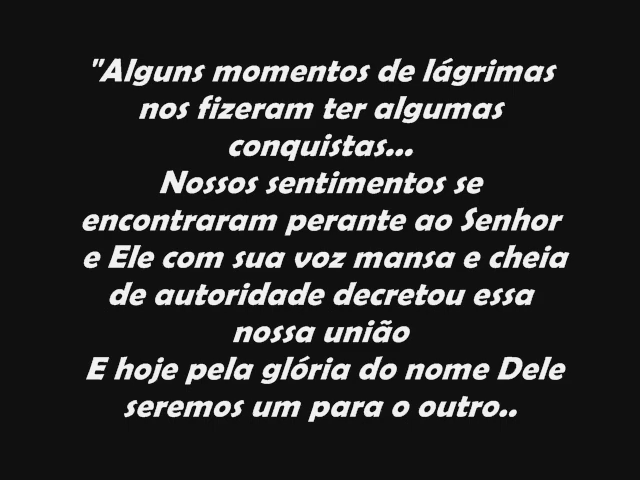 "Alguns momentos de lágrimas
nos fizeram ter algumas
conquistas...
Nossos sentimentos se
encontraram perante ao Senhor
e Ele com sua voz mansa e cheia
de autoridade decretou essa
nossa união
E hoje pela glória do nome Dele
seremos um para o outro..